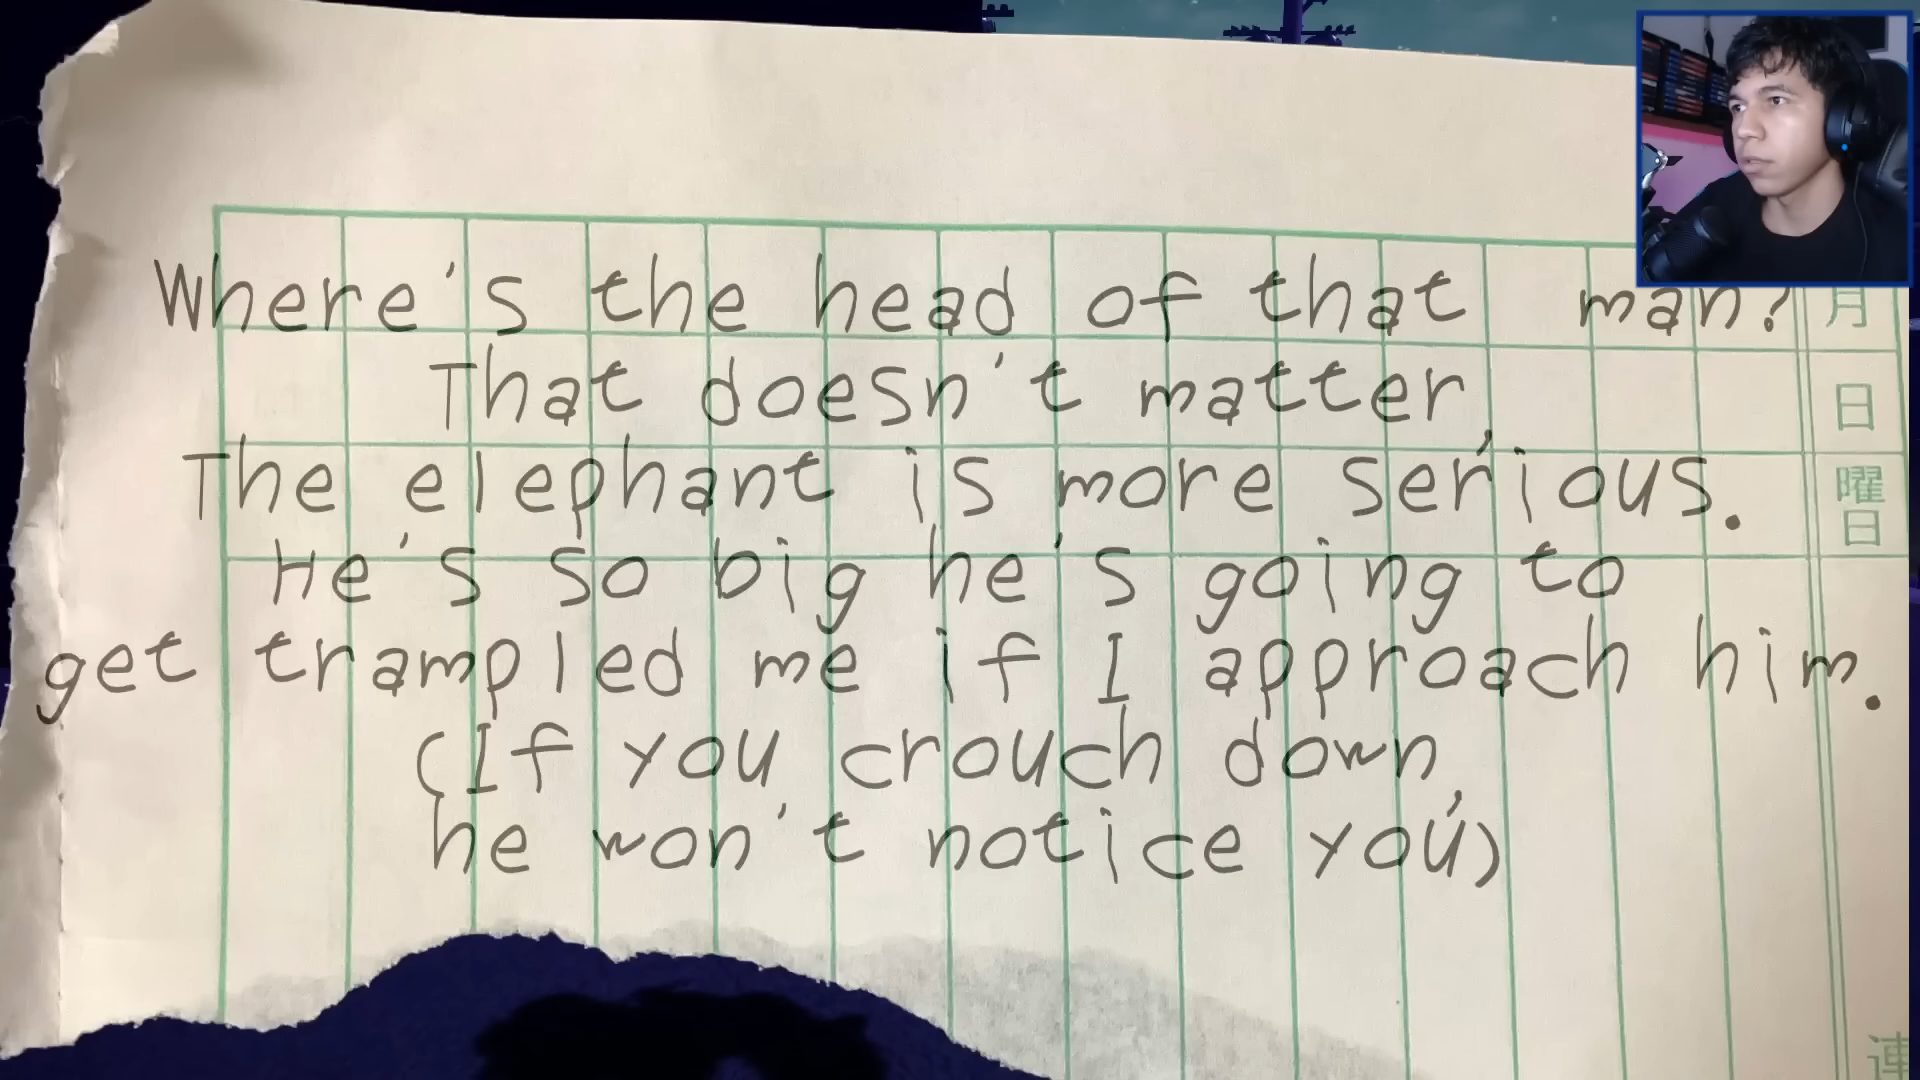 Where's the head of that man?
That doesn't matter,
The elephant is more serious.
He's so big he's going to
get trampled me if I approach him.
(If you crouch down,
he won't notice you)
月
日
曜
日
連